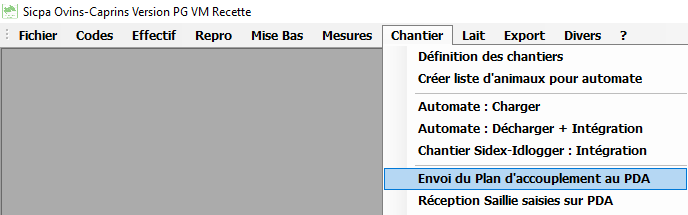 Sicpa Ovins-Caprins Version PG VM Recette
Fichier Codes Effectif Repro Mise Bas Mesures Chantier Lait Export Divers ?
Définition des chantiers
Créer liste d'animaux pour automate
Automate : Charger
Automate : Décharger + Intégration
Chantier Sidex-Idlogger : Intégration
Envoi du Plan d'accouplement au PDA
Réception Saillie saisies sur PDA